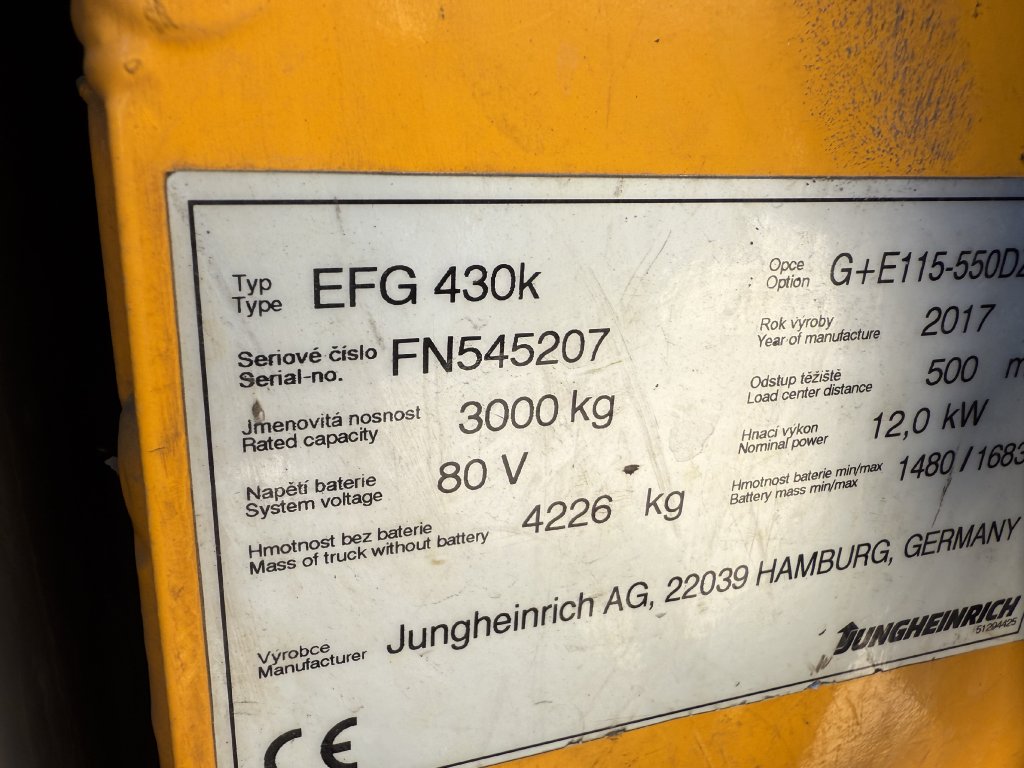 Typ
Type
EFG 430k
Opce
Option
G+E115-550DZ
Seriové číslo
Serial-no.
FN545207
Rok výroby
Year of manufacture
2017
Jmenovitá nosnost
Rated capacity
3000 kg
Odstup těžiště
Load center distance
500 m
Napětí baterie
System voltage
80 V
Hnací výkon
Nominal power
12,0 kW
Hmotnost bez baterie
Mass of truck without battery
4226 kg
Hmotnost baterie min/max
Battery mass min/max
1480 / 1683
Výrobce
Manufacturer
Jungheinrich AG, 22039 HAMBURG, GERMANY
JUNGHEINRICH
51294425
CE